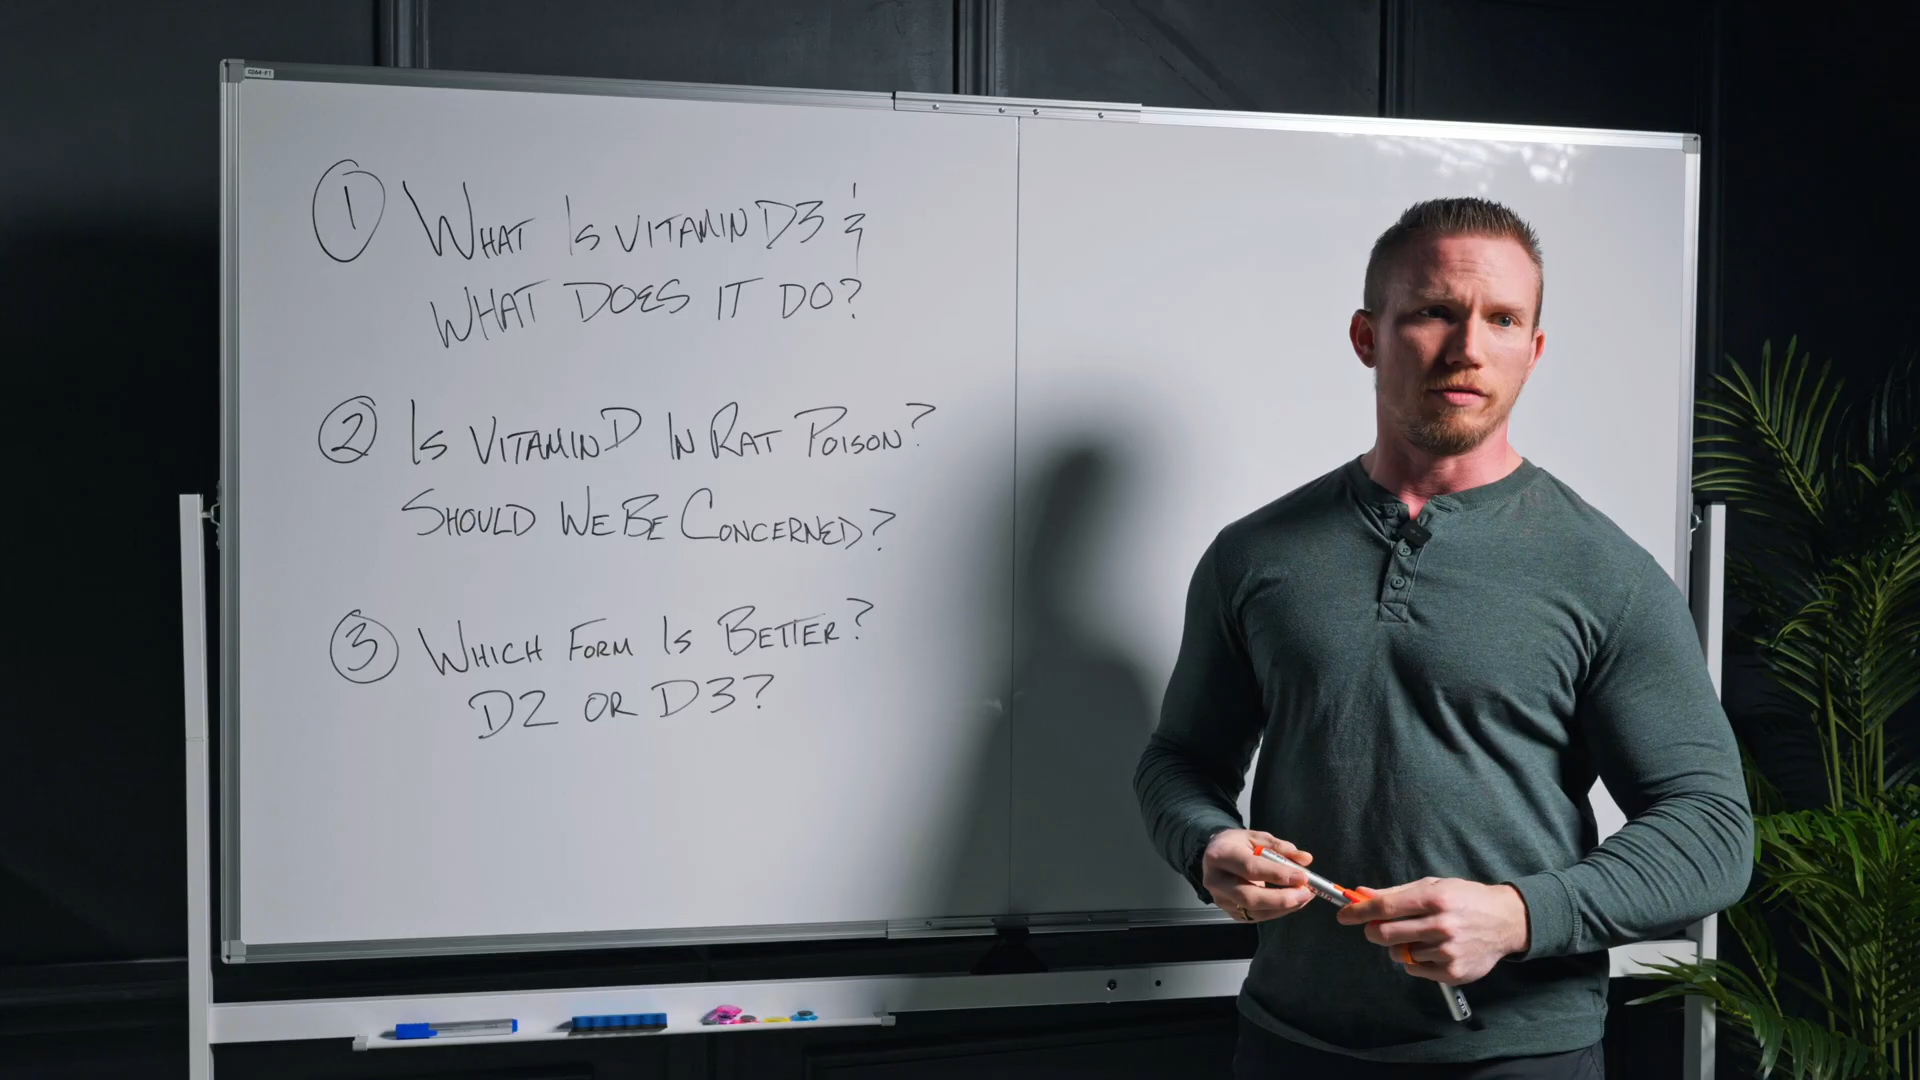 ① WHAT IS VITAMIN D3 &
WHAT DOES IT DO?
② IS VITAMIN D IN RAT POISON?
SHOULD WE BE CONCERNED?
③ WHICH FORM IS BETTER?
D2 OR D3?